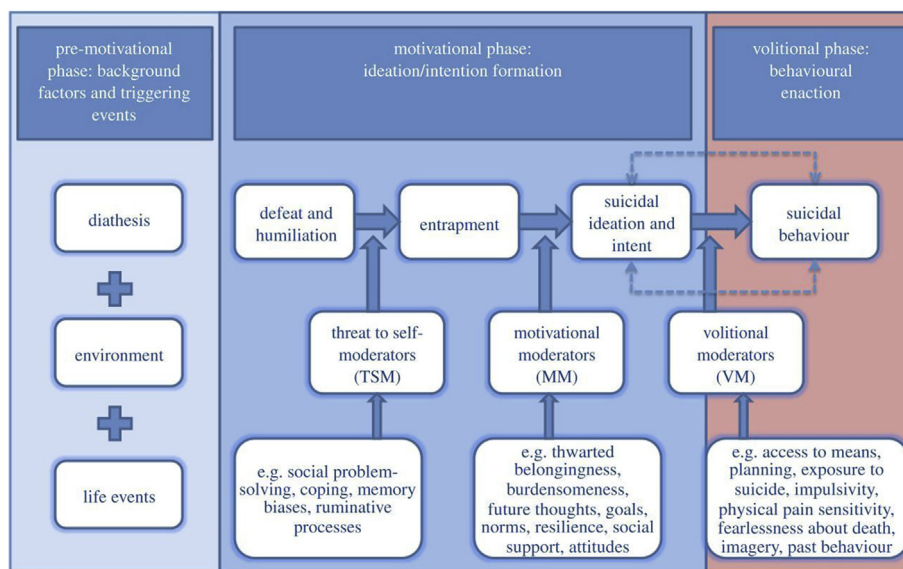 pre-motivational
phase: background
factors and triggering
events
motivational phase:
ideation/intention formation
volitional phase:
behavioural
enaction
diathesis
environment
life events
defeat and
humiliation
entrapment
suicidal
ideation and
intent
suicidal
behaviour
threat to self-
moderators
(TSM)
motivational
moderators
(MM)
volitional
moderators
(VM)
e.g. social problem-
solving, coping, memory
biases, ruminative
processes
e.g. thwarted
belongingness,
burdensomeness,
future thoughts, goals,
norms, resilience, social
support, attitudes
e.g. access to means,
planning, exposure to
suicide, impulsivity,
physical pain sensitivity,
fearlessness about death,
imagery, past behaviour